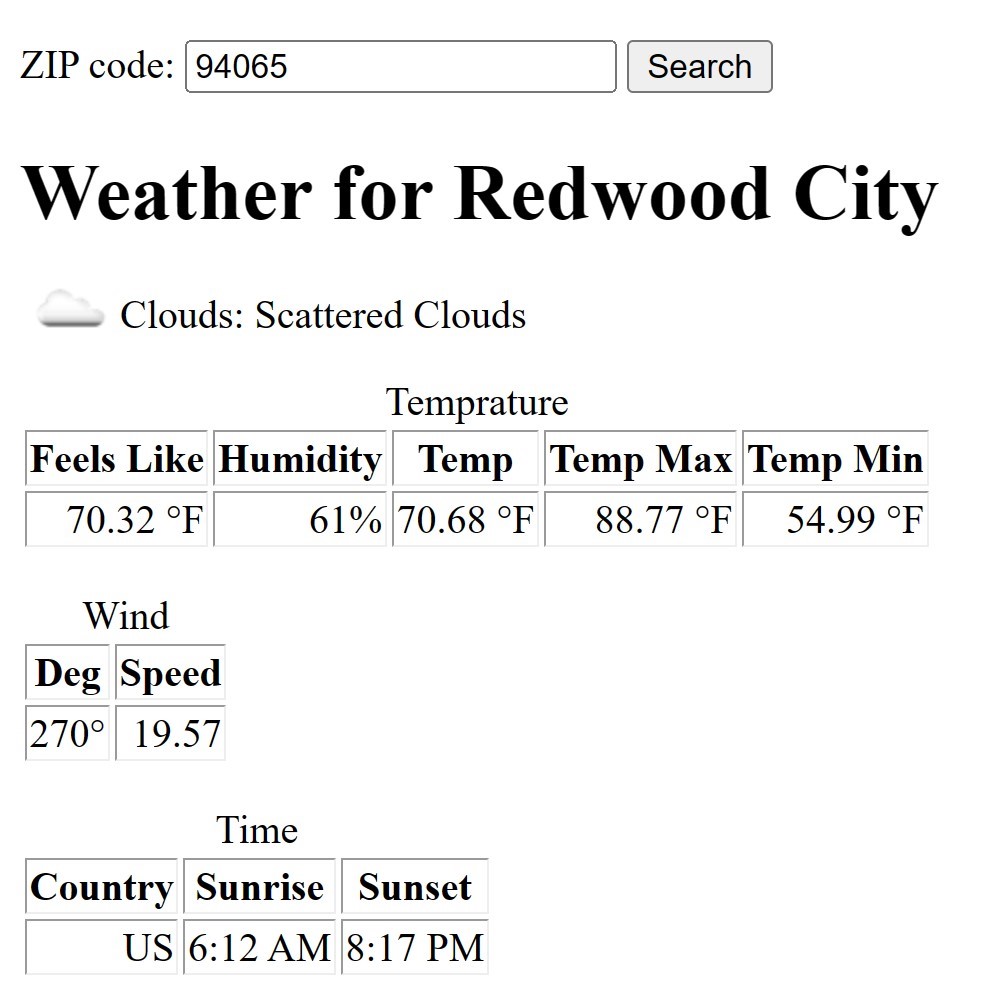 ZIP code: 94065 Search
Weather for Redwood City
Clouds: Scattered Clouds
Temprature
Feels Like Humidity Temp Temp Max Temp Min
70.32 °F 61% 70.68 °F 88.77 °F 54.99 °F
Wind
Deg Speed
270° 19.57
Time
Country Sunrise Sunset
US 6:12 AM 8:17 PM